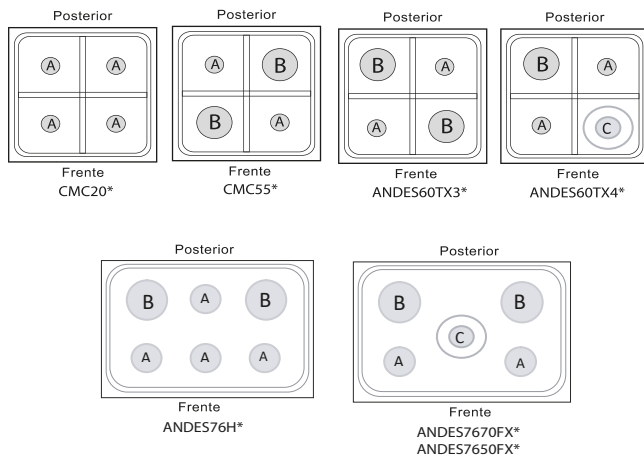 Posterior
A A
A A
Frente
CMC20*
Posterior
A B
B A
Frente
CMC55*
Posterior
B A
A B
Frente
ANDES60TX3*
Posterior
B A
A C
Frente
ANDES60TX4*
Posterior
B A B
A A A
Frente
ANDES76H*
Posterior
B B
C
A A
Frente
ANDES7670FX*
ANDES7650FX*